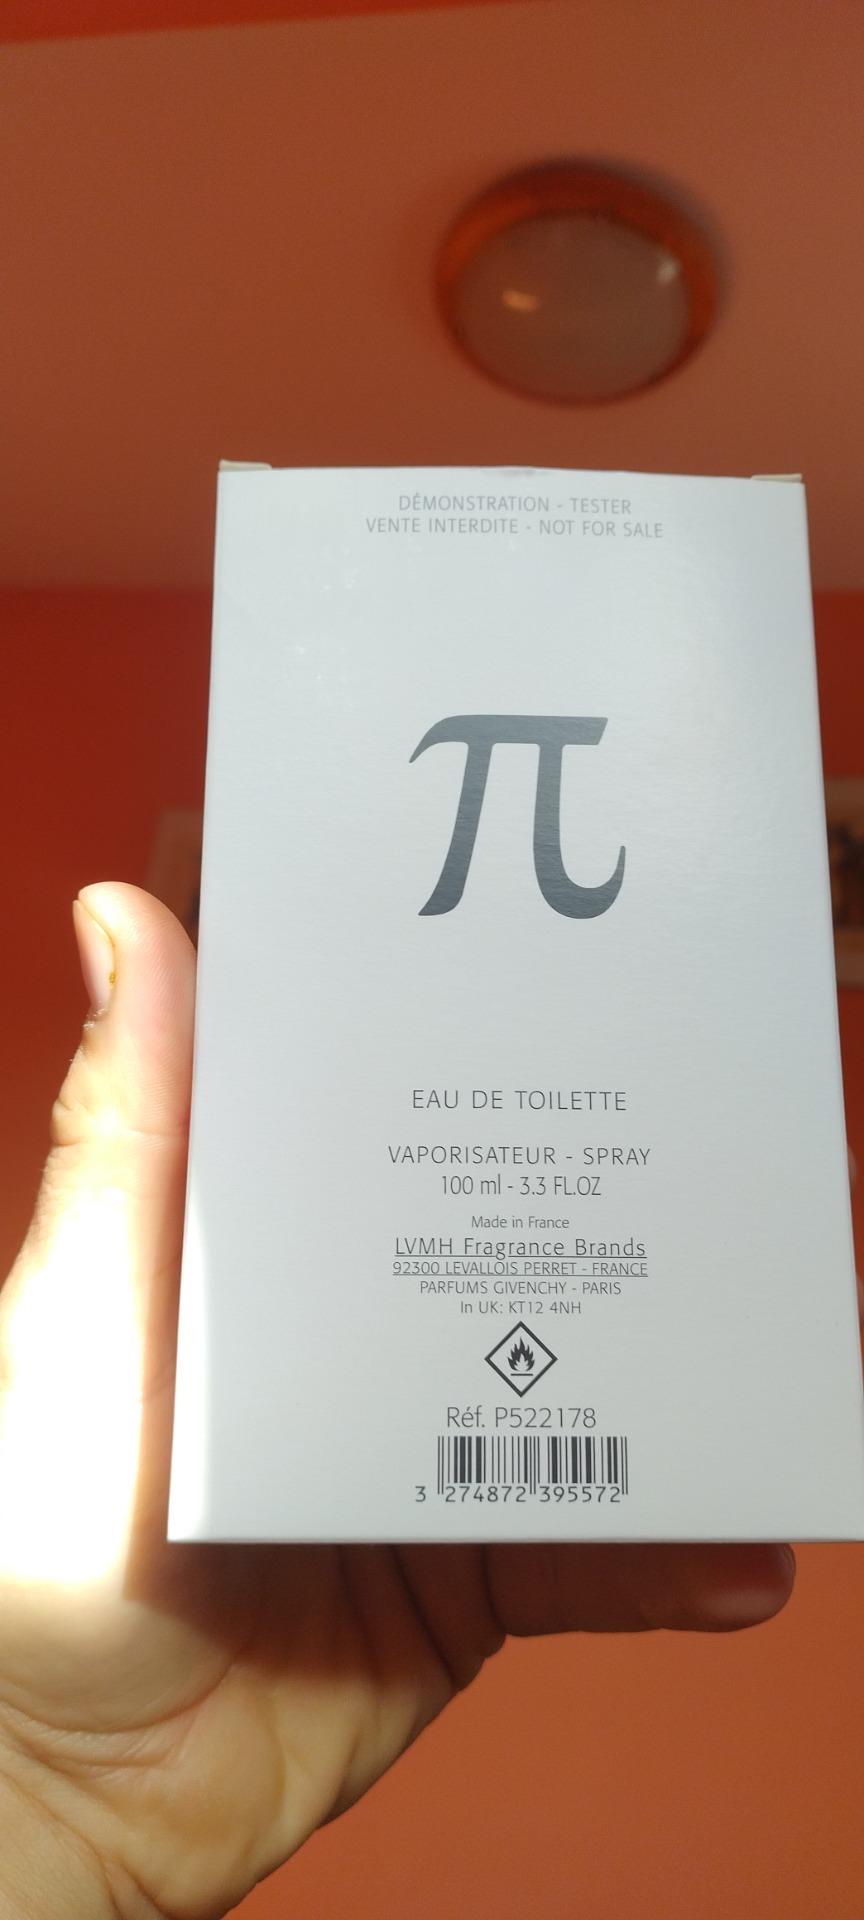 DÉMONSTRATION - TESTER
VENTE INTERDITE - NOT FOR SALE
π
EAU DE TOILETTE
VAPORISATEUR - SPRAY
100 ml - 3.3 FL.OZ
Made in France
LVMH Fragrance Brands
92300 LEVALLOIS PERRET - FRANCE
PARFUMS GIVENCHY - PARIS
In UK: KT12 4NH
Réf. P522178
3 274872 395572